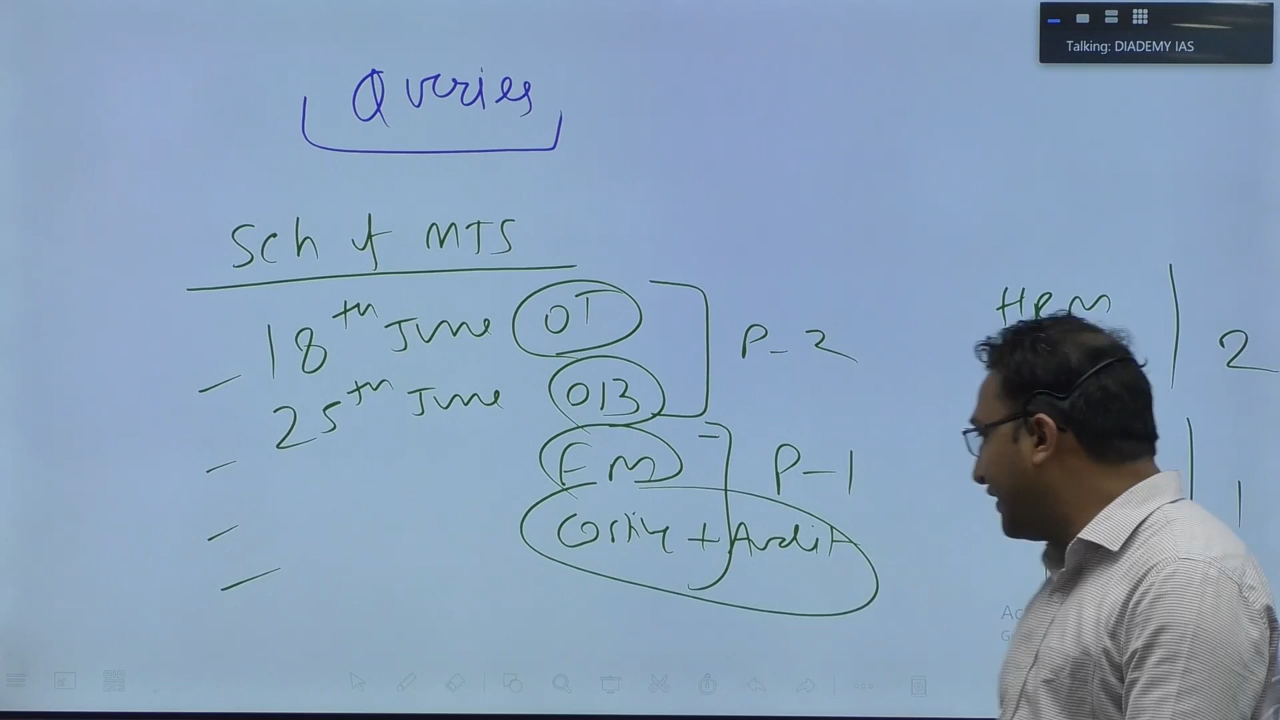 Talking: DIADEMY IAS
Queries
Sch of MTS
18th June OT
25th June OB
P-2
FM
Costing + Audit
P-1
HRM
2
1